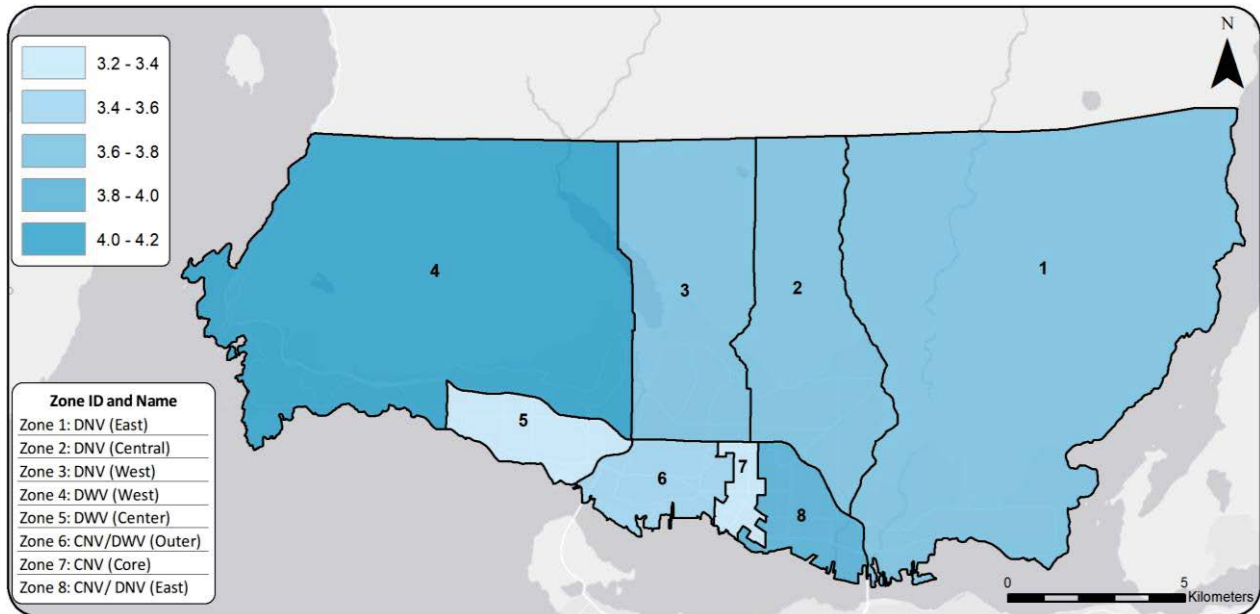 3.2 - 3.4
3.4 - 3.6
3.6 - 3.8
3.8 - 4.0
4.0 - 4.2
N
4
3
2
1
5
6
7
8
Zone ID and Name
Zone 1: DNV (East)
Zone 2: DNV (Central)
Zone 3: DNV (West)
Zone 4: DWV (West)
Zone 5: DWV (Center)
Zone 6: CNV/DWV (Outer)
Zone 7: CNV (Core)
Zone 8: CNV/ DNV (East)
0 5
Kilometers